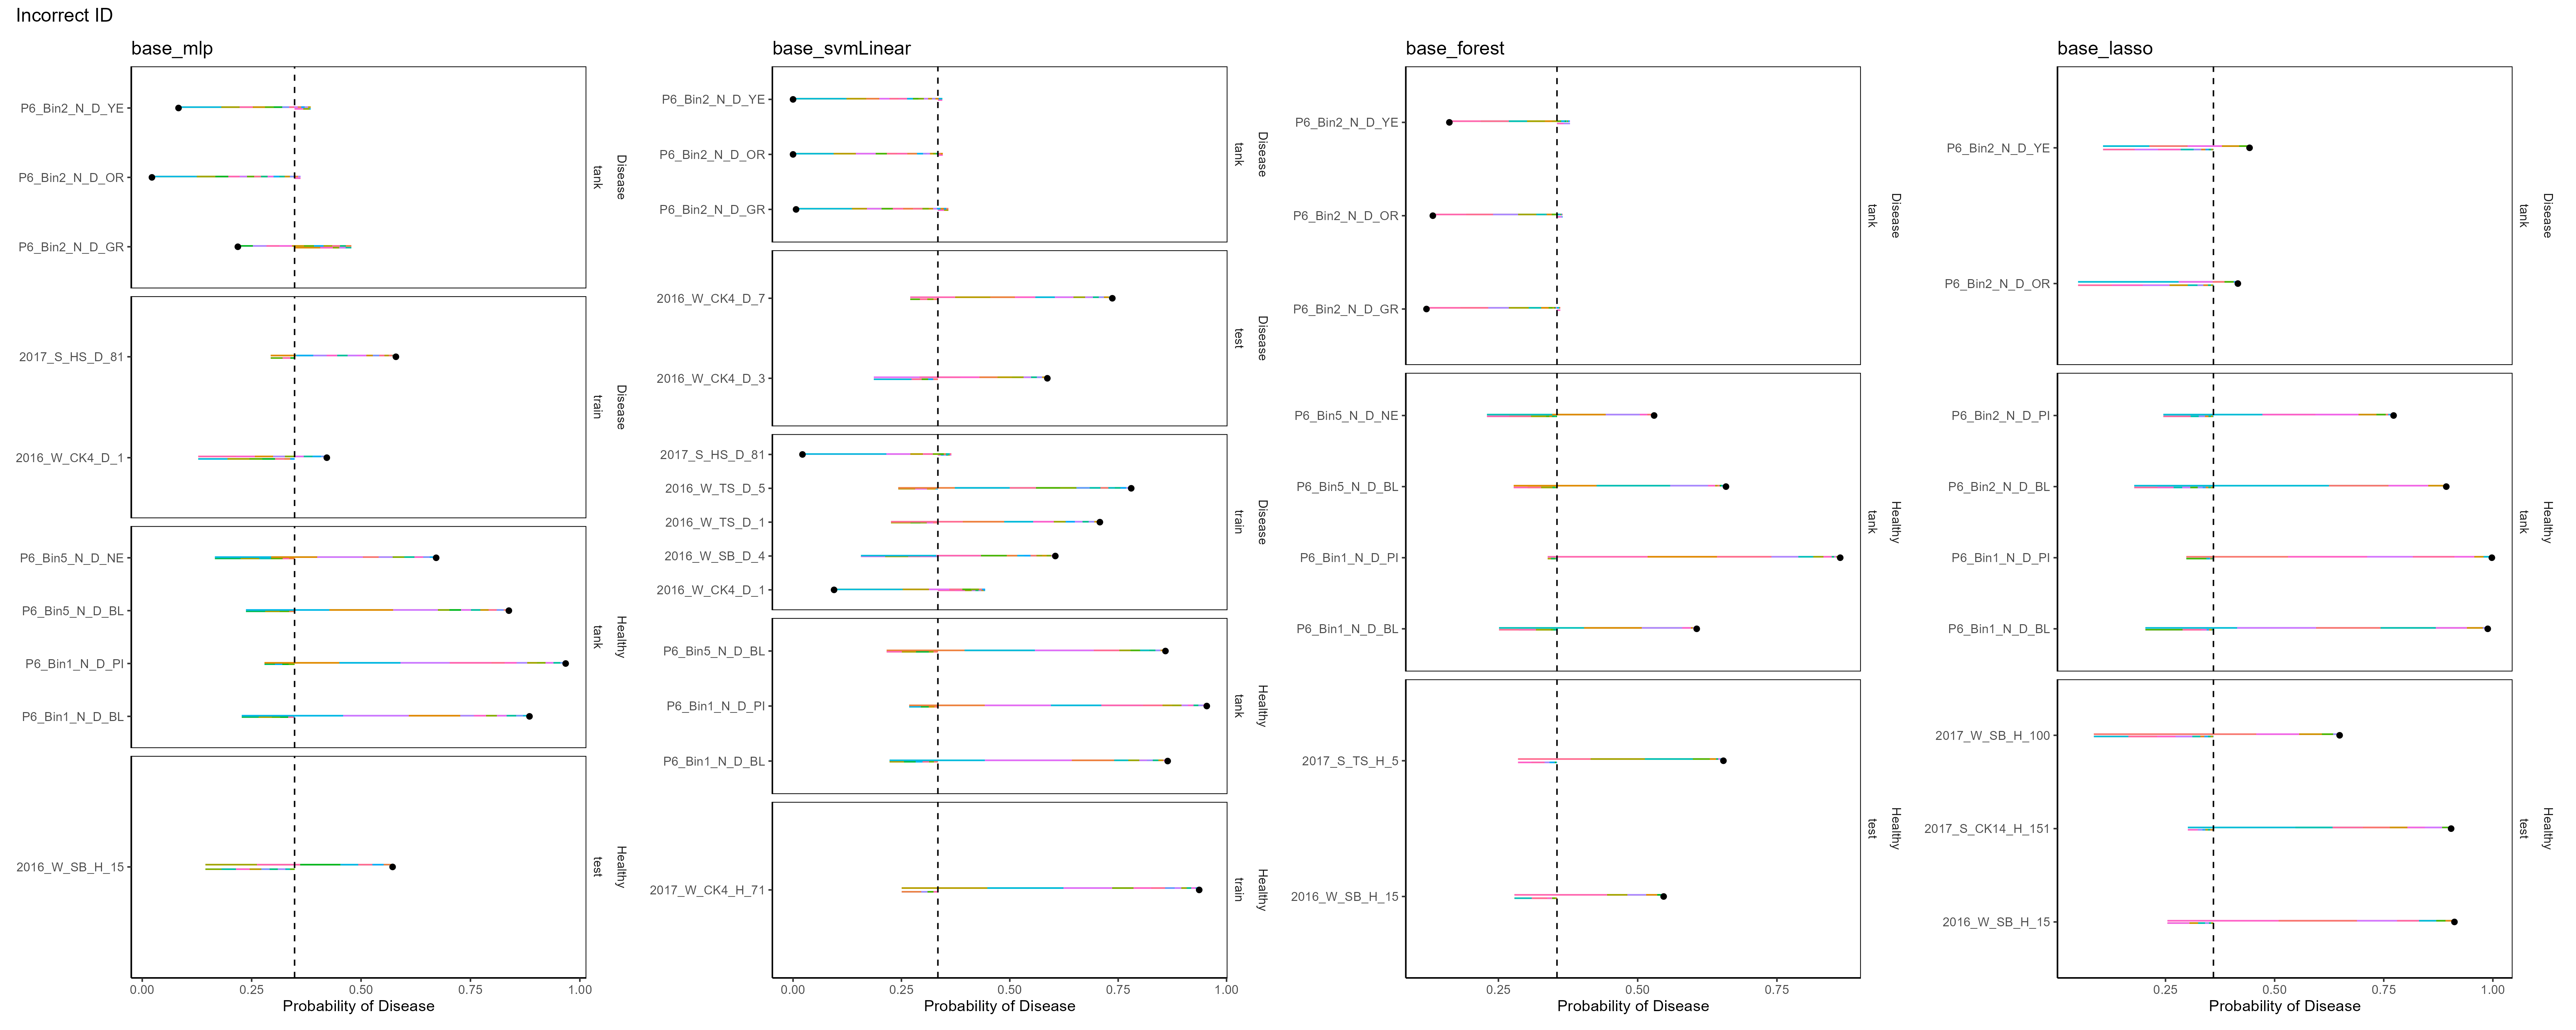 Incorrect ID
base_mlp
P6_Bin2_N_D_YE
P6_Bin2_N_D_OR
P6_Bin2_N_D_GR
Disease
tank
2017_S_HS_D_81
2016_W_CK4_D_1
Disease
train
P6_Bin5_N_D_NE
P6_Bin5_N_D_BL
P6_Bin1_N_D_PI
P6_Bin1_N_D_BL
Healthy
tank
2016_W_SB_H_15
Healthy
test
0.00 0.25 0.50 0.75 1.00
Probability of Disease
base_svmLinear
P6_Bin2_N_D_YE
P6_Bin2_N_D_OR
P6_Bin2_N_D_GR
Disease
tank
2016_W_CK4_D_7
2016_W_CK4_D_3
Disease
test
2017_S_HS_D_81
2016_W_TS_D_5
2016_W_TS_D_1
2016_W_SB_D_4
2016_W_CK4_D_1
Disease
train
P6_Bin5_N_D_BL
P6_Bin1_N_D_PI
P6_Bin1_N_D_BL
Healthy
tank
2017_W_CK4_H_71
Healthy
train
0.00 0.25 0.50 0.75 1.00
Probability of Disease
base_forest
P6_Bin2_N_D_YE
P6_Bin2_N_D_OR
P6_Bin2_N_D_GR
Disease
tank
P6_Bin5_N_D_NE
P6_Bin5_N_D_BL
P6_Bin1_N_D_PI
P6_Bin1_N_D_BL
Healthy
tank
2017_S_TS_H_5
2016_W_SB_H_15
Healthy
test
0.25 0.50 0.75
Probability of Disease
base_lasso
P6_Bin2_N_D_YE
P6_Bin2_N_D_OR
Disease
tank
P6_Bin2_N_D_PI
P6_Bin2_N_D_BL
P6_Bin1_N_D_PI
P6_Bin1_N_D_BL
Healthy
tank
2017_W_SB_H_100
2017_S_CK14_H_151
2016_W_SB_H_15
Healthy
test
0.25 0.50 0.75 1.00
Probability of Disease